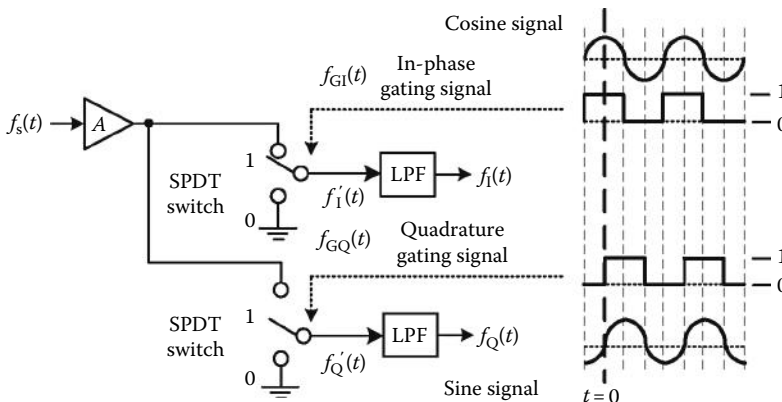 Cosine signal
f_GI(t)
In-phase
gating signal
1
0
f_s(t)
A
SPDT
switch
1
0
LPF
f_I(t)
f'_I(t)
f_GQ(t)
Quadrature
gating signal
1
0
SPDT
switch
1
0
LPF
f_Q(t)
f'_Q(t)
Sine signal
t = 0